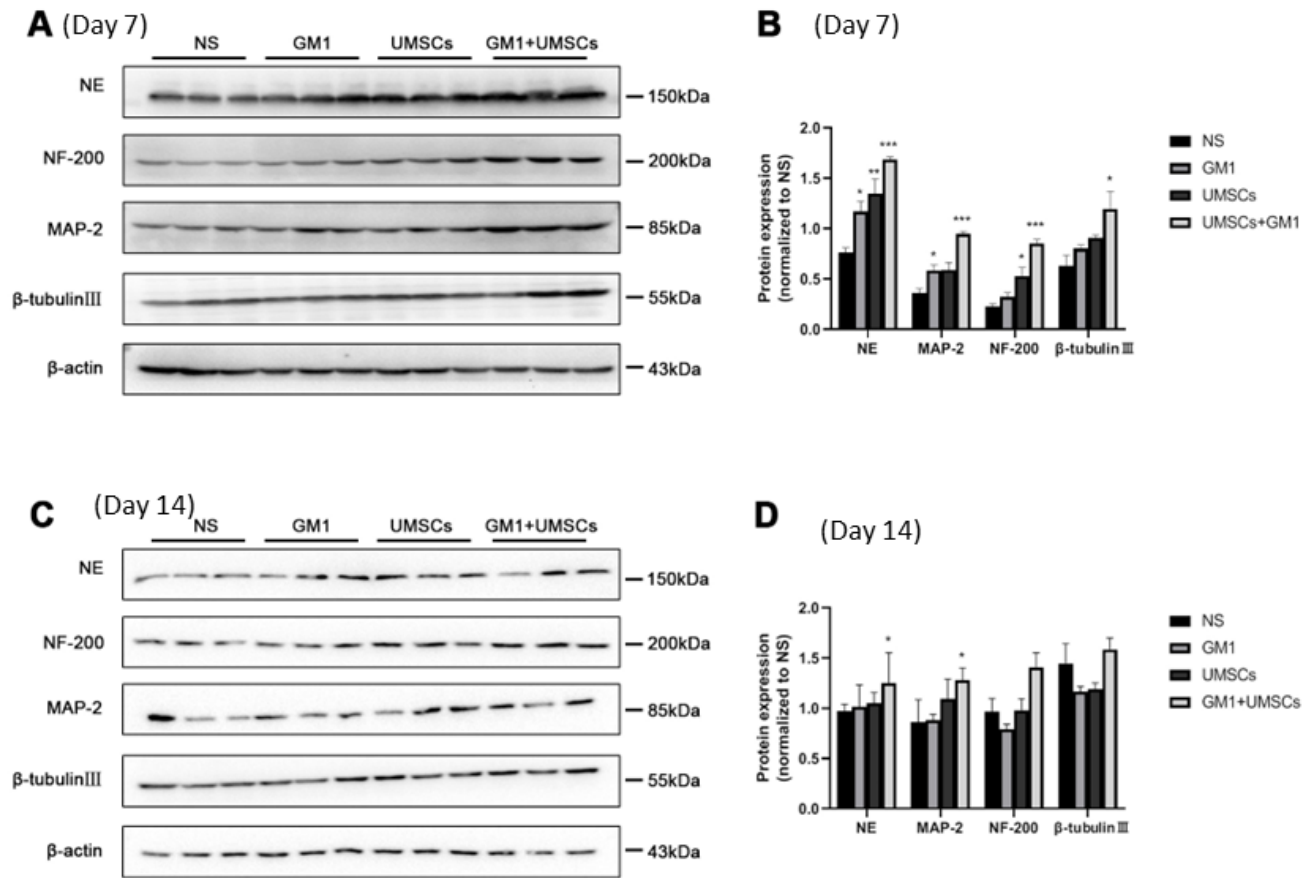 A (Day 7)
NS GM1 UMSCs GM1+UMSCs
NE 150kDa
NF-200 200kDa
MAP-2 85kDa
β-tubulinⅢ 55kDa
β-actin 43kDa
B (Day 7)
Protein expression
(normalized to NS)
2.0
1.5
1.0
0.5
0.0
* ** ***
* ***
* ***
*
NE MAP-2 NF-200 β-tubulinⅢ
NS
GM1
UMSCs
UMSCs+GM1
C (Day 14)
NS GM1 UMSCs GM1+UMSCs
NE 150kDa
NF-200 200kDa
MAP-2 85kDa
β-tubulinⅢ 55kDa
β-actin 43kDa
D (Day 14)
Protein expression
(normalized to NS)
2.0
1.5
1.0
0.5
0.0
* *
NE MAP-2 NF-200 β-tubulinⅢ
NS
GM1
UMSCs
GM1+UMSCs